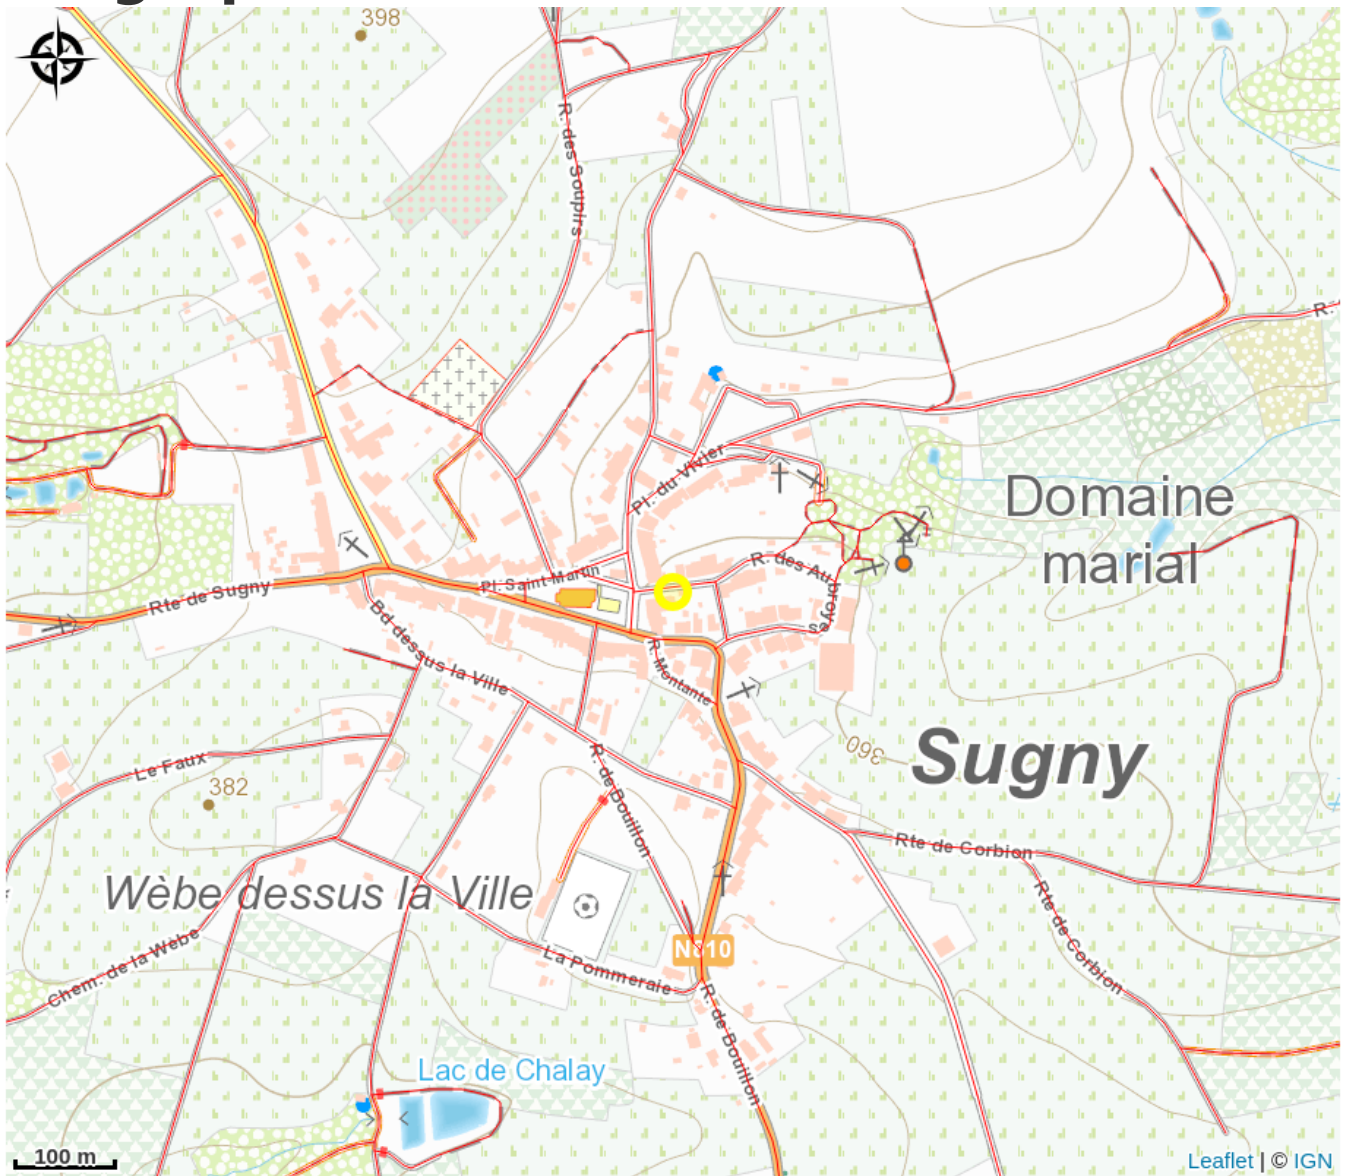 398
R. des Soupirs
R.
Pl. du Vivier
Domaine
marial
R. des Aubroyes
Pl. Saint-Martin
Rte de Sugny
Bd dessus la Ville
R. Montante
Sugny
360
Le Faux
382
R. de Bouillon
Rte de Corbion
Wèbe dessus la Ville
Rte de Corbion
N810
Chem. de la Wèbe
La Pommeraie
R. de Bouillon
Lac de Chalay
100 m
Leaflet | © IGN